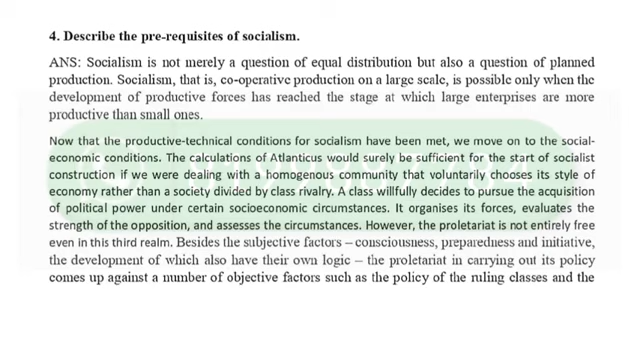 4. Describe the pre-requisites of socialism.
ANS: Socialism is not merely a question of equal distribution but also a question of planned
production. Socialism, that is, co-operative production on a large scale, is possible only when the
development of productive forces has reached the stage at which large enterprises are more
productive than small ones.
Now that the productive-technical conditions for socialism have been met, we move on to the social-
economic conditions. The calculations of Atlanticus would surely be sufficient for the start of socialist
construction if we were dealing with a homogenous community that voluntarily chooses its style of
economy rather than a society divided by class rivalry. A class willfully decides to pursue the acquisition
of political power under certain socioeconomic circumstances. It organises its forces, evaluates the
strength of the opposition, and assesses the circumstances. However, the proletariat is not entirely free
even in this third realm. Besides the subjective factors – consciousness, preparedness and initiative,
the development of which also have their own logic – the proletariat in carrying out its policy
comes up against a number of objective factors such as the policy of the ruling classes and the